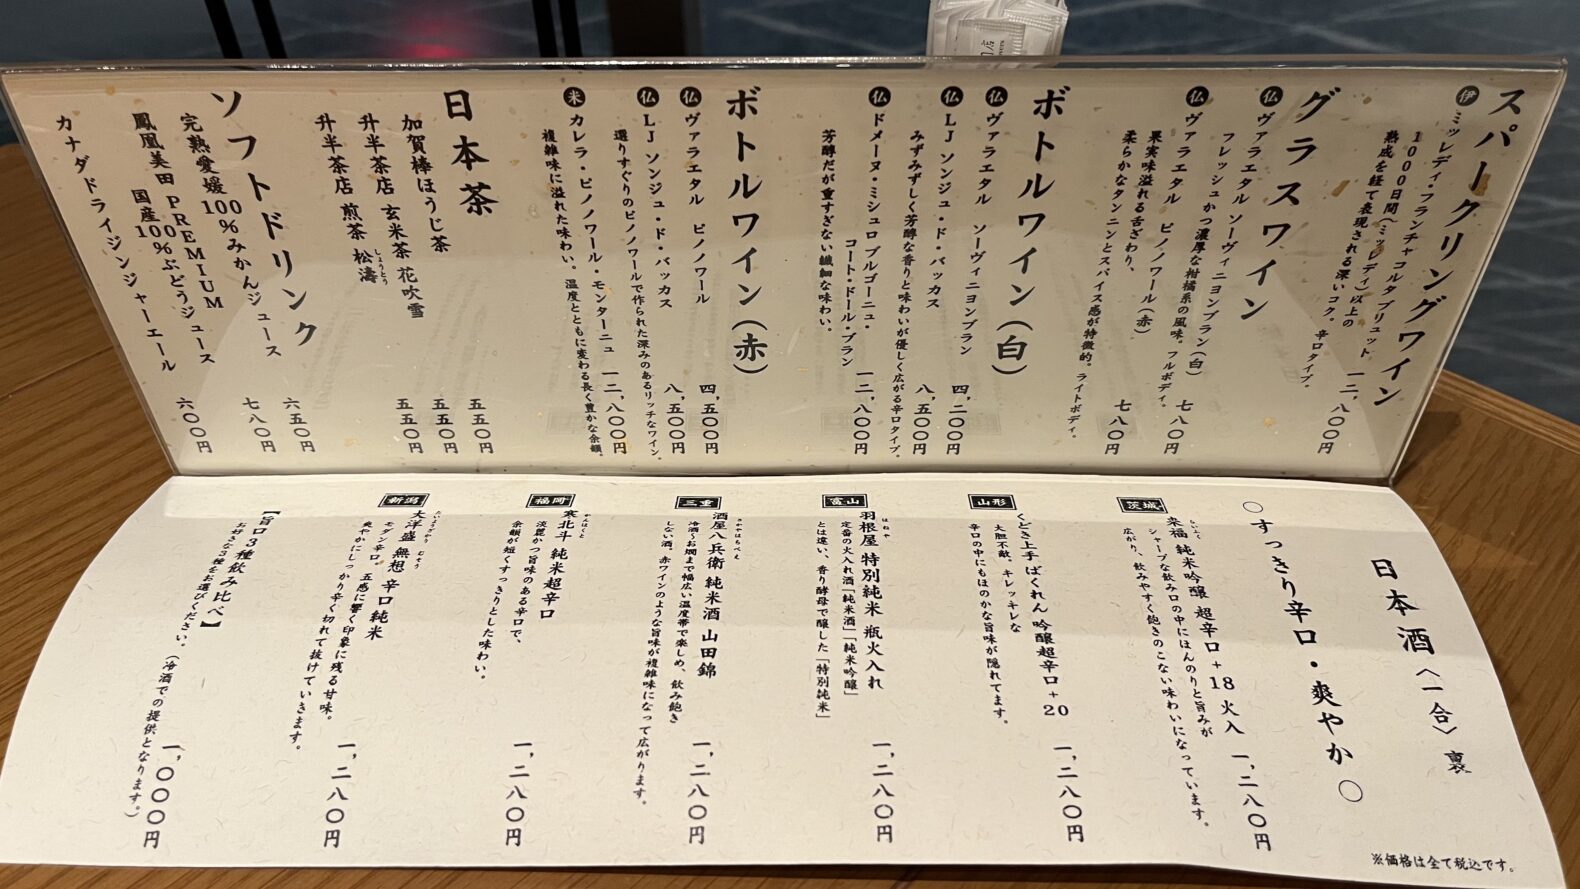 スパークリングワイン
伊 ミッレディ・フランチャコルタブリュット 一二,八〇〇円
1000日間(ミッレディ)以上の
熟成を経て表現される深いコク。辛口タイプ。
グラスワイン
仏 ヴァラエタル ソーヴィニヨンブラン(白) 七八〇円
フレッシュかつ濃厚な柑橘系の風味。フルボディ。
仏 ヴァラエタル ピノノワール(赤) 七八〇円
果実味溢れる舌ざわり、
柔らかなタンニンとスパイス感が特徴的。ライトボディ。
ボトルワイン(白)
仏 ヴァラエタル ソーヴィニヨンブラン 四,二〇〇円
仏 LJ ソンジュ・ド・バッカス 八,五〇〇円
みずみずしく芳醇な香りと味わいが優しく広がる辛口タイプ。
仏 ドメーヌ・ミシュロ ブルゴーニュ・
コート・ドール・ブラン 一二,八〇〇円
芳醇だが重すぎない繊細な味わい。
ボトルワイン(赤)
仏 ヴァラエタル ピノノワール 四,五〇〇円
仏 LJ ソンジュ・ド・バッカス 八,五〇〇円
選りすぐりのピノノワールで作られた深みのあるリッチなワイン。
米 カレラ・ピノノワール・モンターニュ 一二,八〇〇円
複雑味に溢れた味わい。温度とともに変わる長く豊かな余韻。
日本茶
加賀棒ほうじ茶 五五〇円
升半茶店 玄米茶 花吹雪 五五〇円
升半茶店 煎茶 松濤 五五〇円
しょうとう
ソフトドリンク
完熟愛媛100%みかんジュース 六五〇円
鳳凰美田 PREMIUM
国産100%ぶどうジュース 七八〇円
カナダドライジンジャーエール 六〇〇円
日本酒〈一合〉 裏
○すっきり辛口・爽やか○
茨城
らいふく
来福 純米吟醸 超辛口+18 火入 一,二八〇円
シャープな飲み口の中にほんのりと旨みが
広がり、飲みやすく飽きのこない味わいになっています。
山形
くどき上手 ばくれん 吟醸超辛口+20 一,二八〇円
大胆不敵。キレッキレな
辛口の中にもほのかな旨味が隠れてます。
富山
はねや
羽根屋 特別純米 瓶火入れ 一,二八〇円
定番の火入れ酒「純米酒」「純米吟醸」
とは違い、香り酵母で醸した「特別純米」
三重
さかやはちべえ
酒屋八兵衛 純米酒 山田錦 一,二八〇円
冷酒〜お燗まで幅広い温度帯で楽しめ、飲み飽き
しない酒。赤ワインのような旨味が複雑味になって広がります。
福岡
かんほくと
寒北斗 純米超辛口 一,二八〇円
淡麗かつ旨味のある辛口で、
余韻が短くすっきりとした味わい。
新潟
たいようざかり むそう
大洋盛 無想 辛口純米 一,二八〇円
モダン辛口。五感に響く印象に残る甘味。
爽やかにしっかり辛く切れて抜けていきます。
【旨口3種飲み比べ】 一,〇〇〇円
お好きな3種をお選びください。(冷酒での提供となります。)
※価格は全て税込です。